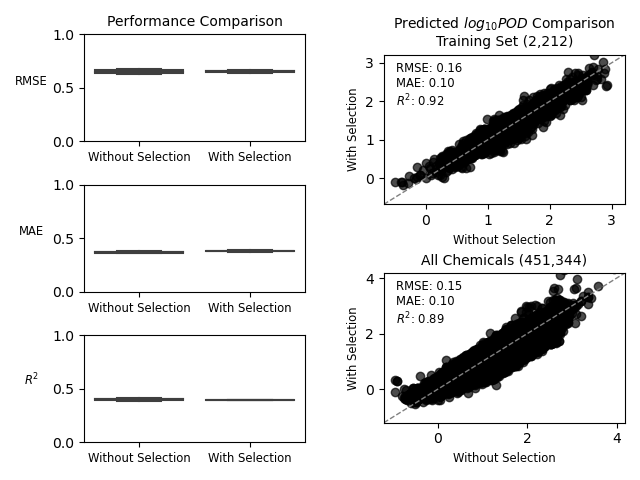 Performance Comparison
RMSE
1.0
0.5
0.0
Without Selection With Selection
MAE
1.0
0.5
0.0
Without Selection With Selection
R²
1.0
0.5
0.0
Without Selection With Selection
Predicted log₁₀POD Comparison
Training Set (2,212)
RMSE: 0.16
MAE: 0.10
R²: 0.92
With Selection
3
2
1
0
0 1 2 3
Without Selection
All Chemicals (451,344)
RMSE: 0.15
MAE: 0.10
R²: 0.89
With Selection
4
2
0
0 2 4
Without Selection